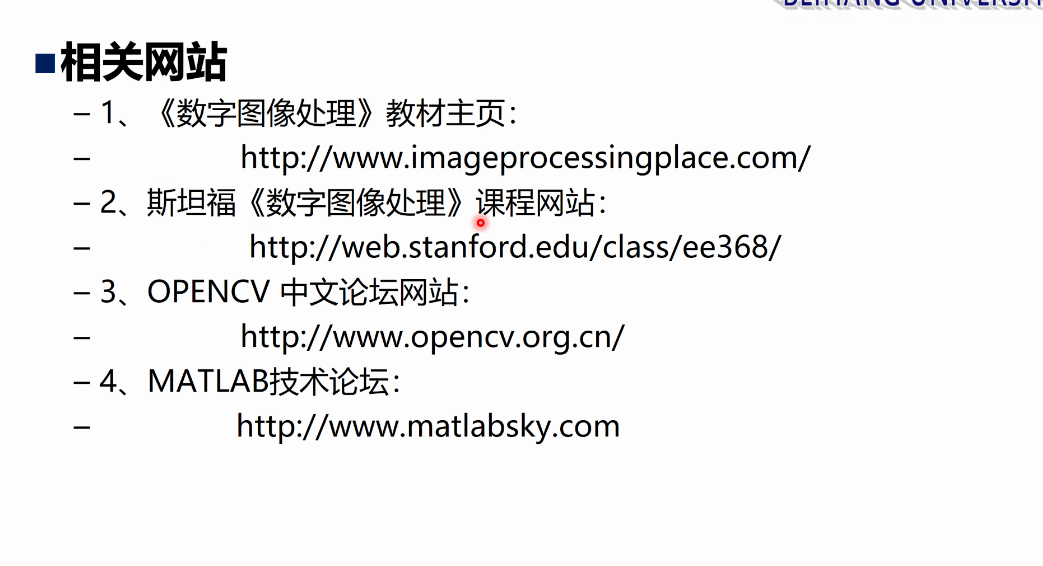 BEIHANG UNIVERSITY
■相关网站
– 1、《数字图像处理》教材主页：
– http://www.imageprocessingplace.com/
– 2、斯坦福《数字图像处理》课程网站：
– http://web.stanford.edu/class/ee368/
– 3、OPENCV 中文论坛网站：
– http://www.opencv.org.cn/
– 4、MATLAB技术论坛：
– http://www.matlabsky.com